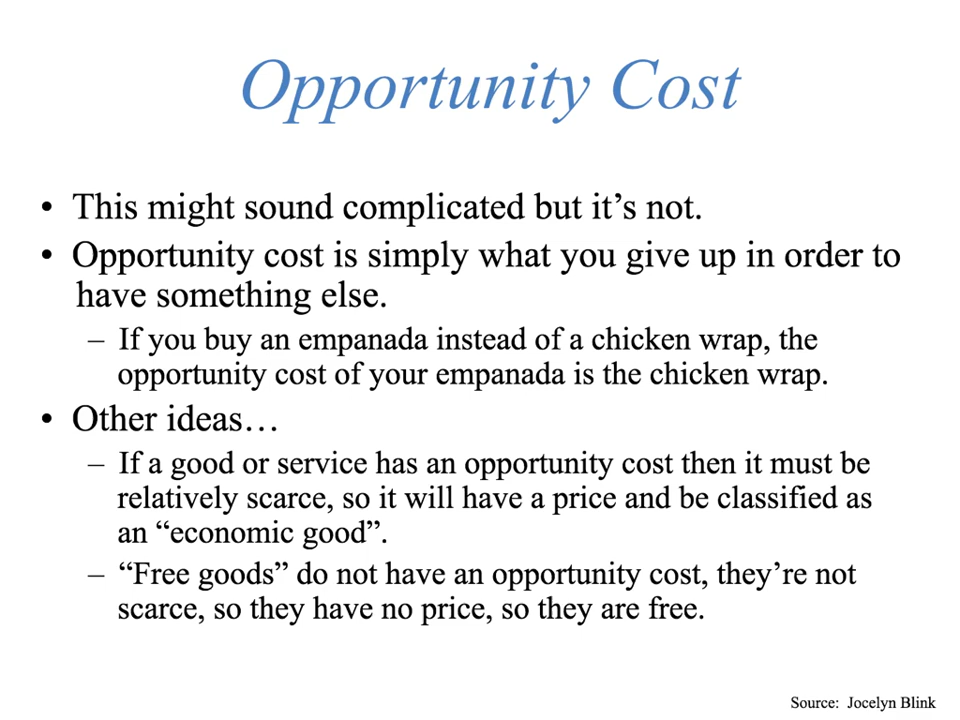 Opportunity Cost
• This might sound complicated but it’s not.
• Opportunity cost is simply what you give up in order to
have something else.
– If you buy an empanada instead of a chicken wrap, the
opportunity cost of your empanada is the chicken wrap.
• Other ideas…
– If a good or service has an opportunity cost then it must be
relatively scarce, so it will have a price and be classified as
an “economic good”.
– “Free goods” do not have an opportunity cost, they’re not
scarce, so they have no price, so they are free.
Source: Jocelyn Blink